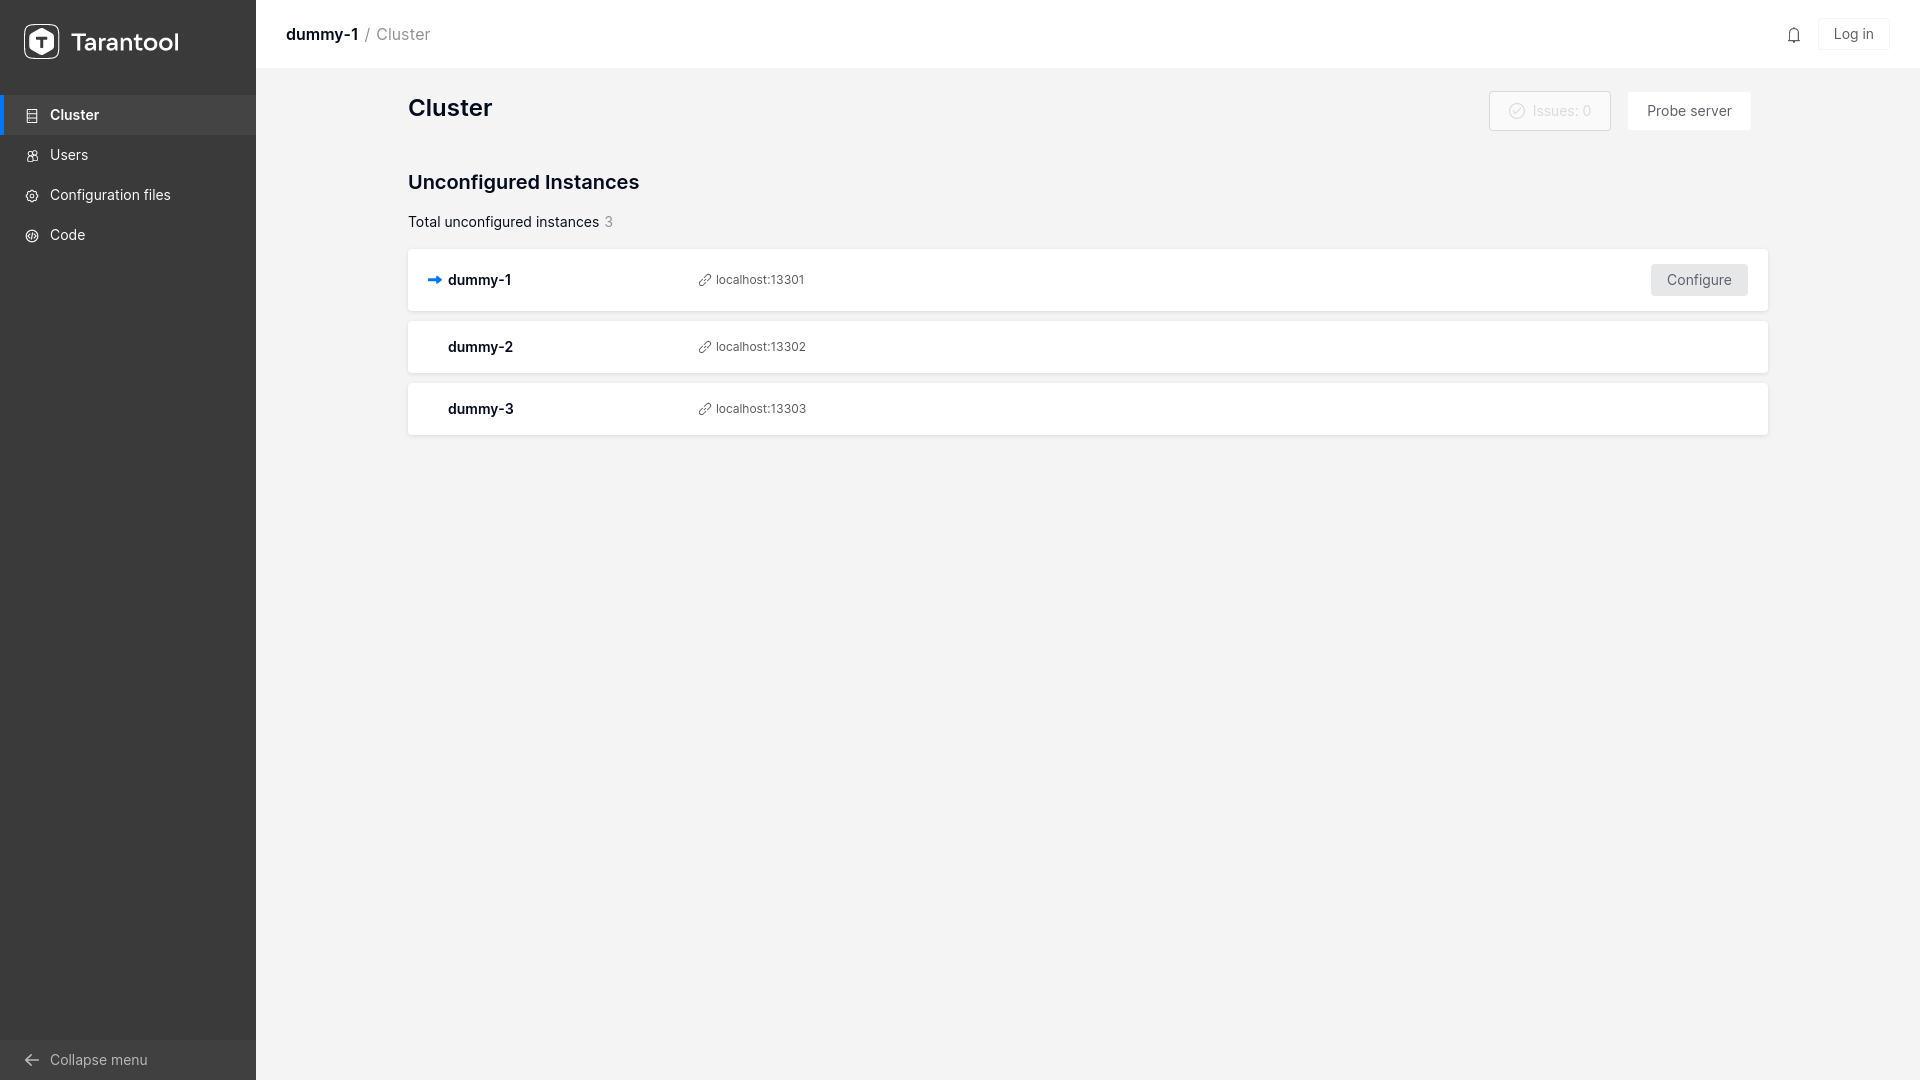 Tarantool
dummy-1 / Cluster
Log in
Cluster
Users
Configuration files
Code
Collapse menu
Cluster
Issues: 0
Probe server
Unconfigured Instances
Total unconfigured instances 3
dummy-1 localhost:13301 Configure
dummy-2 localhost:13302
dummy-3 localhost:13303